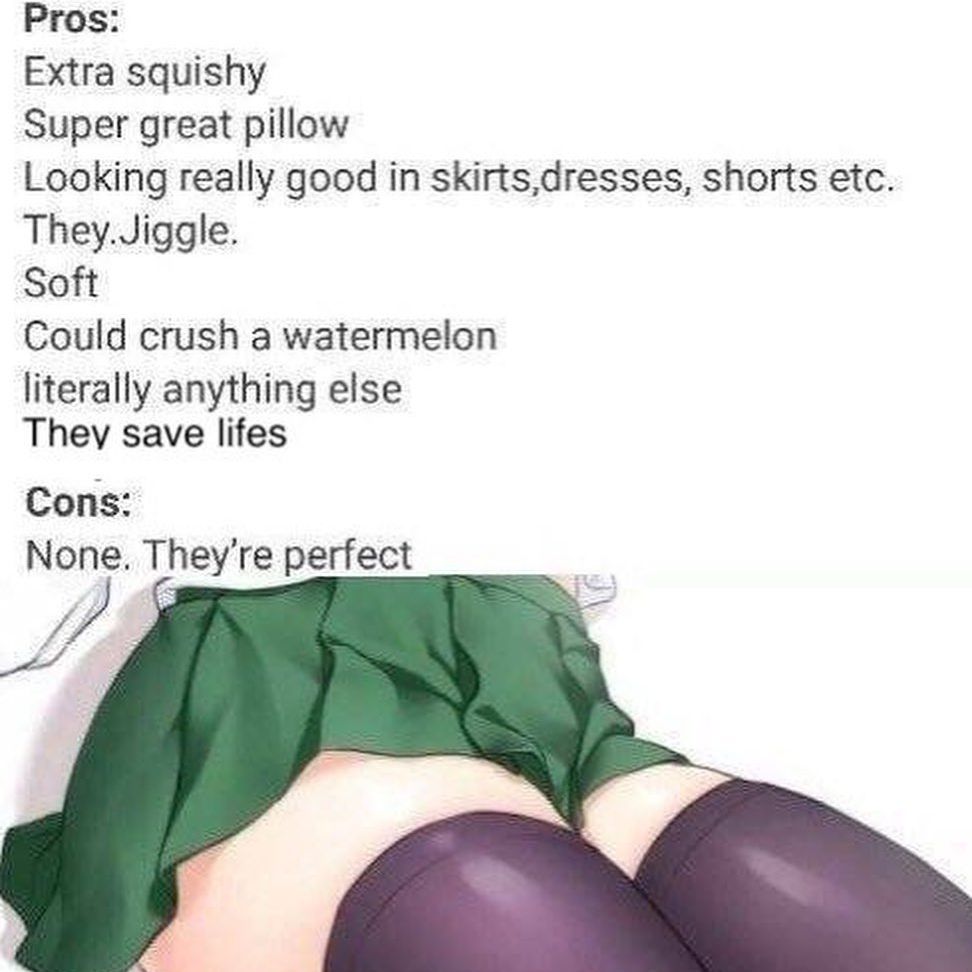 Pros:
Extra squishy
Super great pillow
Looking really good in skirts,dresses, shorts etc.
They.Jiggle.
Soft
Could crush a watermelon
literally anything else
They save lifes
Cons:
None. They're perfect